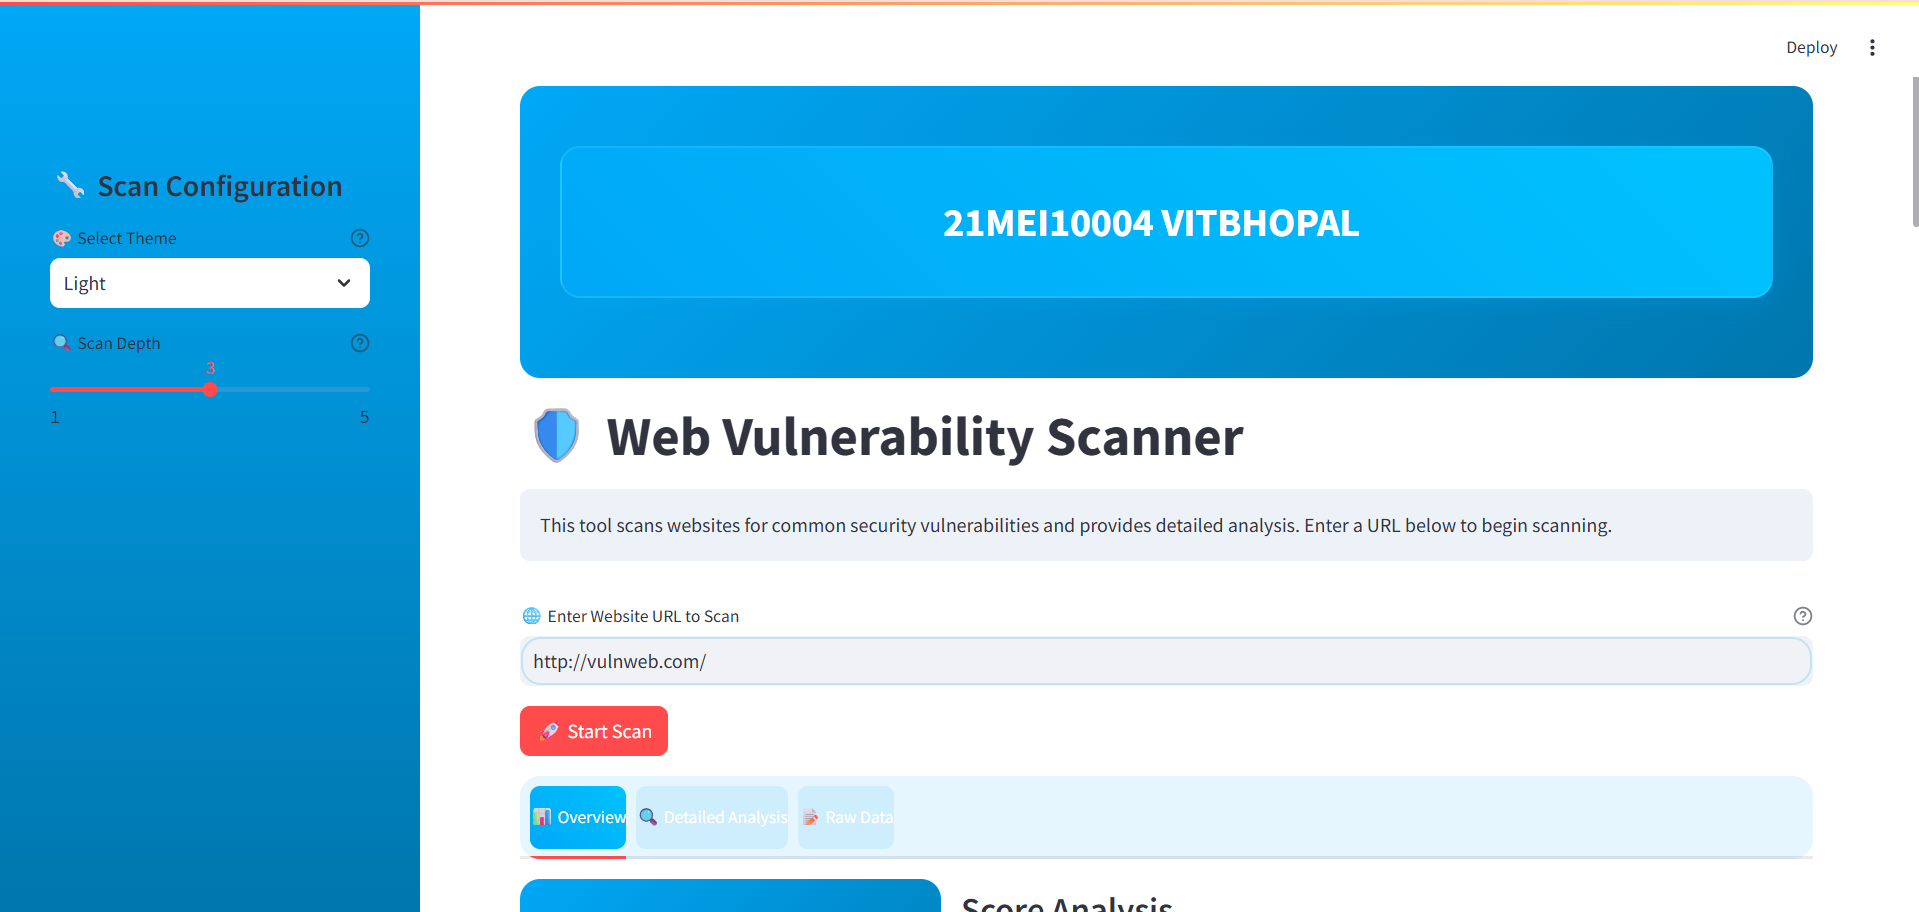 Deploy
Scan Configuration
Select Theme
Light
Scan Depth
3
1 5
21MEI10004 VITBHOPAL
Web Vulnerability Scanner
This tool scans websites for common security vulnerabilities and provides detailed analysis. Enter a URL below to begin scanning.
Enter Website URL to Scan
http://vulnweb.com/
Start Scan
Overview
Detailed Analysis
Raw Data
Score Analysis